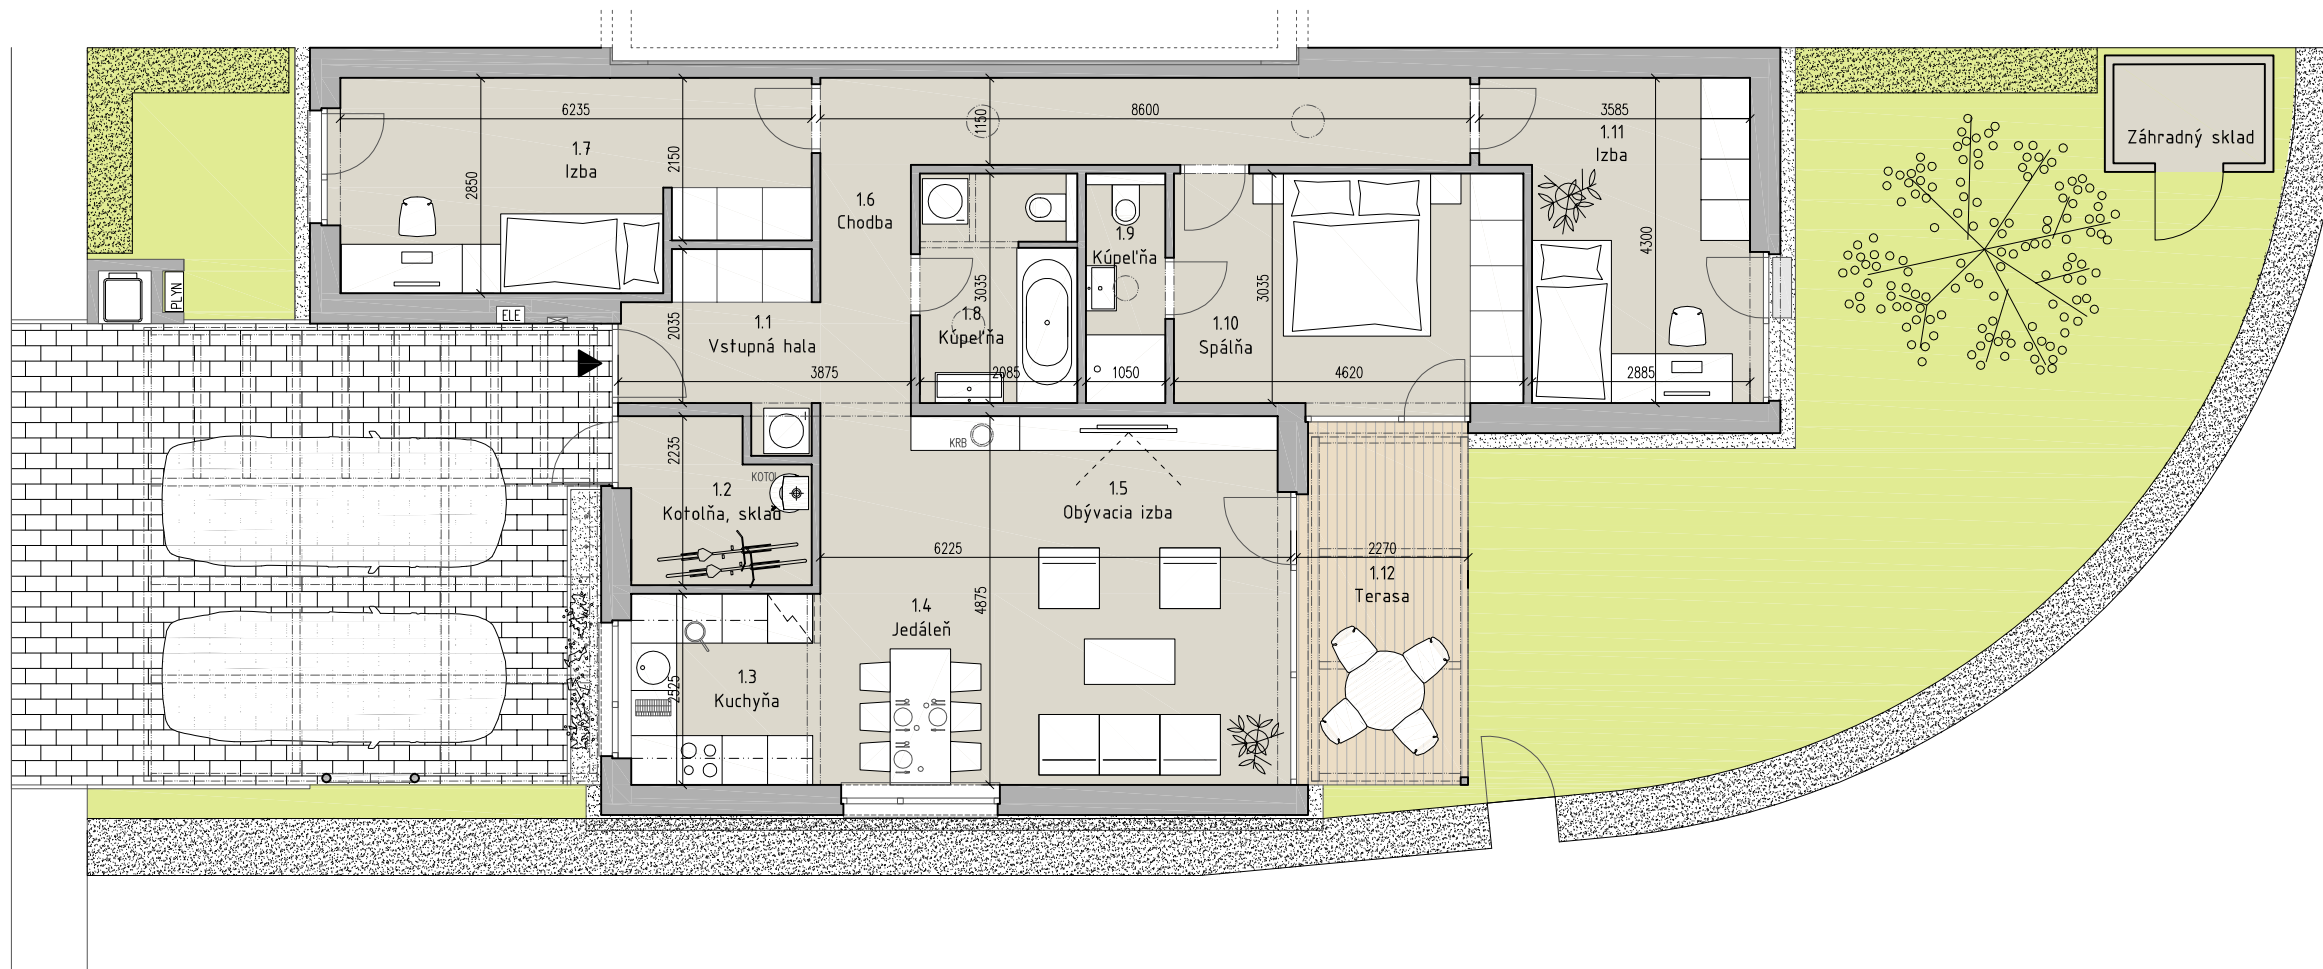 6235
8600
3585
1150
1.7
Izba
2150
2850
1.11
Izba
Záhradný sklad
1.6
Chodba
1.9
Kúpeľňa
4300
3035
3035
PLYN
ELE
2035
1.1
Vstupná hala
1.8
Kúpeľňa
1.10
Spálňa
3875
2085
1050
4620
2885
2235
KRB
KOTOL
1.2
Kotolňa, sklad
1.5
Obývacia izba
6225
2270
1.12
Terasa
4875
1.4
Jedáleň
1.3
Kuchyňa
2525